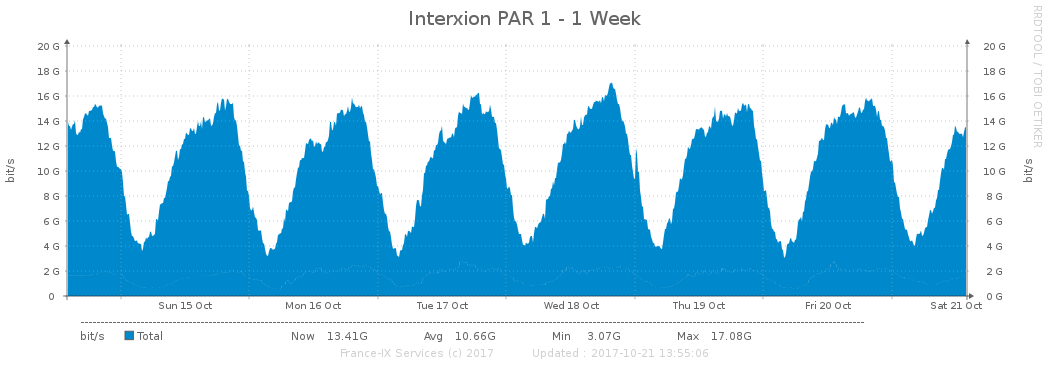 Interxion PAR 1 - 1 Week
RRDTOOL / TOBI OETIKER
bit/s
20 G 20 G
18 G 18 G
16 G 16 G
14 G 14 G
12 G 12 G
10 G 10 G
8 G 8 G
6 G 6 G
4 G 4 G
2 G 2 G
0 0 G
bit/s
Sun 15 Oct Mon 16 Oct Tue 17 Oct Wed 18 Oct Thu 19 Oct Fri 20 Oct Sat 21 Oct
bit/s Total Now 13.41G Avg 10.66G Min 3.07G Max 17.08G
France-IX Services (c) 2017 Updated : 2017-10-21 13:55:06